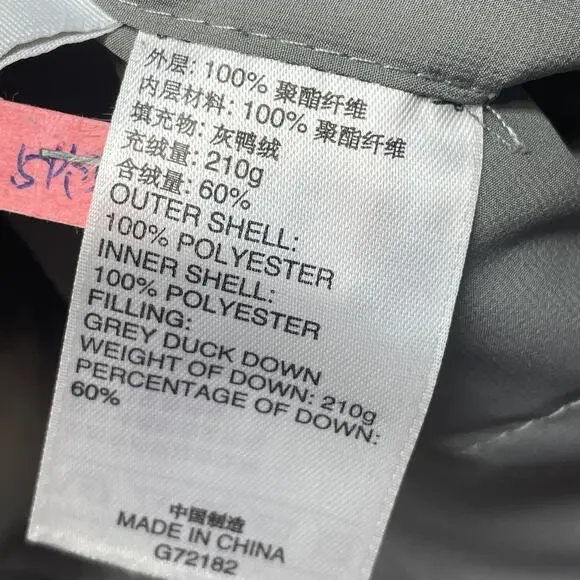 外层: 100% 聚酯纤维
内层材料: 100% 聚酯纤维
填充物: 灰鸭绒
充绒量: 210g
含绒量: 60%
OUTER SHELL:
100% POLYESTER
INNER SHELL:
100% POLYESTER
FILLING:
GREY DUCK DOWN
WEIGHT OF DOWN: 210g
PERCENTAGE OF DOWN:
60%
中国制造
MADE IN CHINA
G72182